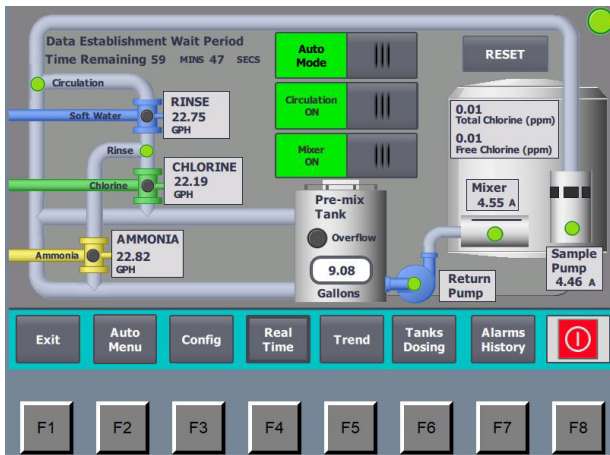 Data Establishment Wait Period
Time Remaining 59 MINS 47 SECS
Auto
Mode
RESET
Circulation
Soft Water
RINSE
22.75
GPH
Circulation
ON
0.01
Total Chlorine (ppm)
0.01
Free Chlorine (ppm)
Rinse
Mixer
ON
Chlorine
CHLORINE
22.19
GPH
Pre-mix
Tank
Overflow
9.08
Gallons
Mixer
4.55 A
Ammonia
AMMONIA
22.82
GPH
Return
Pump
Sample
Pump
4.46 A
Exit
Auto
Menu
Config
Real
Time
Trend
Tanks
Dosing
Alarms
History
F1
F2
F3
F4
F5
F6
F7
F8